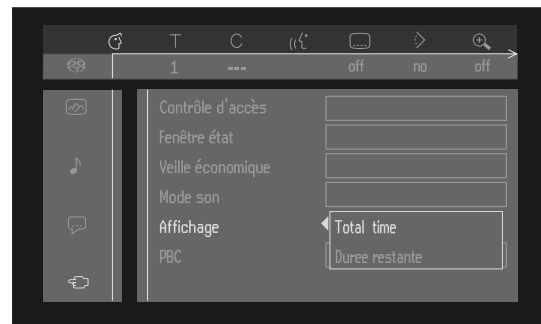 T C
1 --- off no off
Contrôle d'accès
Fenêtre état
Veille économique
Mode son
Affichage Total time
PBC Duree restante